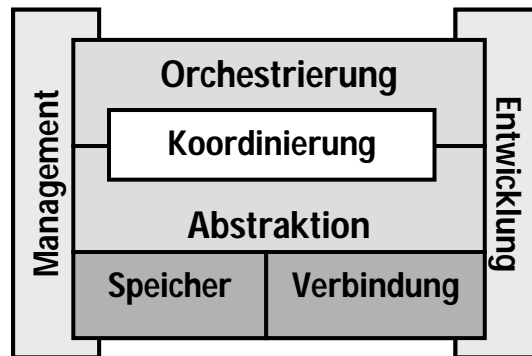 Management
Orchestrierung
Koordinierung
Abstraktion
Speicher
Verbindung
Entwicklung